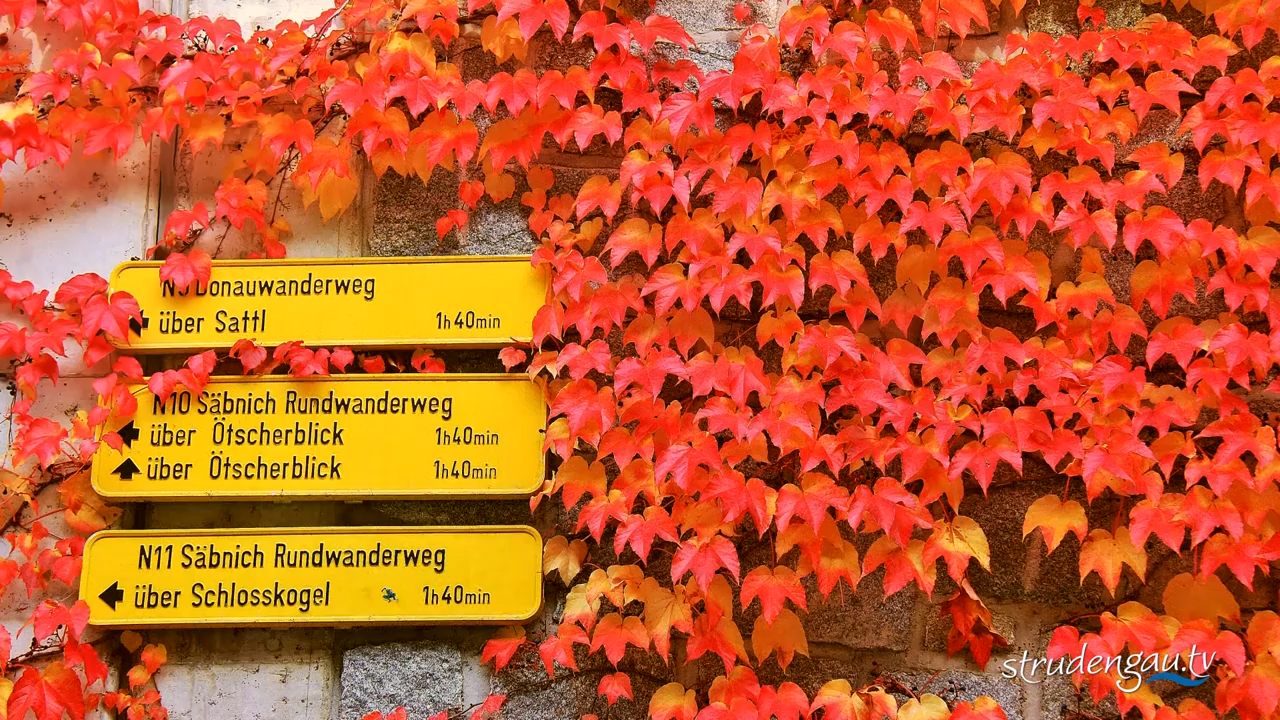 Donauwanderweg
über Sattl 1h40min
N10 Säbnich Rundwanderweg
über Ötscherblick 1h40min
über Ötscherblick 1h40min
N11 Säbnich Rundwanderweg
über Schlosskogel 1h40min
strudengau.tv